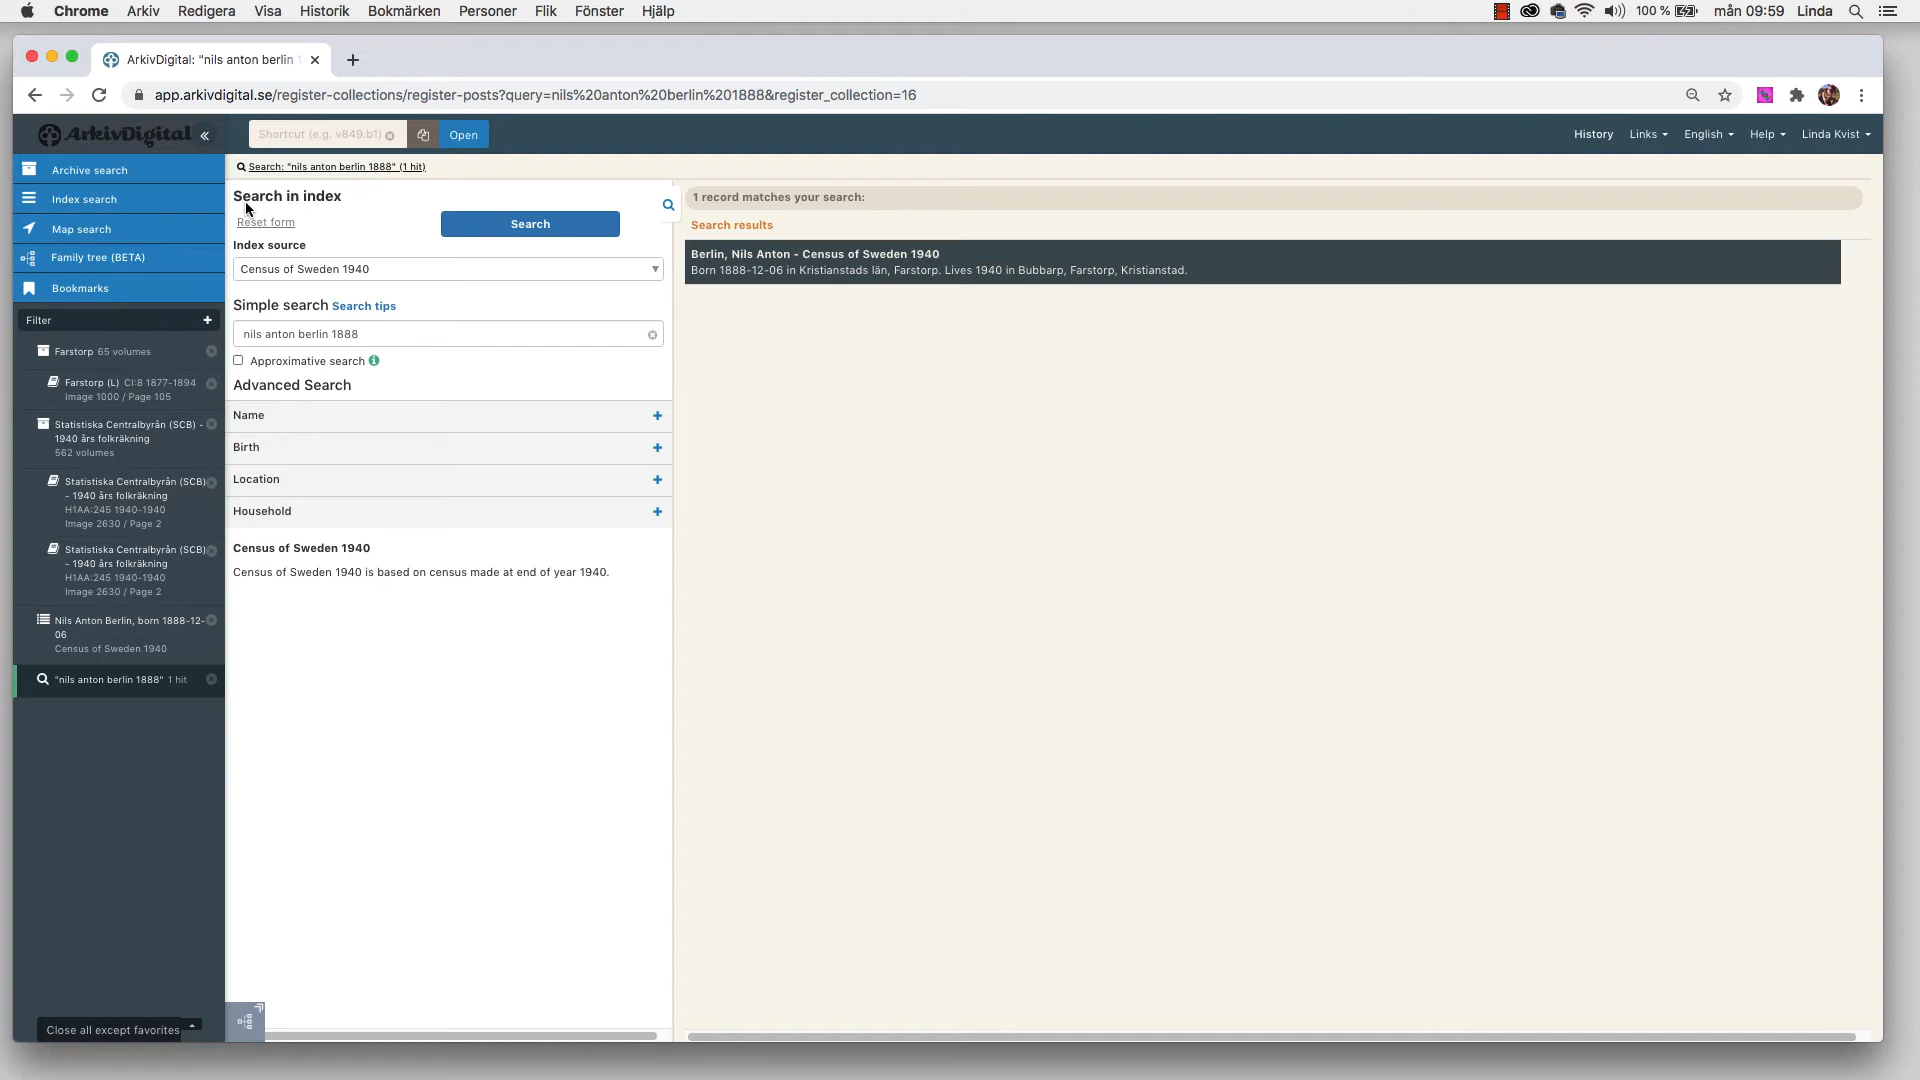 Chrome Arkiv Redigera Visa Historik Bokmärken Personer Flik Fönster Hjälp 100 % mån 09:59 Linda
ArkivDigital: "nils anton berlin 1
app.arkivdigital.se/register-collections/register-posts?query=nils%20anton%20berlin%201888&register_collection=16
ArkivDigital « Shortcut (e.g. v849.b1) Open History Links English Help Linda Kvist
Archive search
Index search
Map search
Family tree (BETA)
Bookmarks
Filter +
Farstorp 65 volumes
Farstorp (L) CI:8 1877-1894
Image 1000 / Page 105
Statistiska Centralbyrån (SCB) -
1940 års folkräkning
562 volumes
Statistiska Centralbyrån (SCB)
- 1940 års folkräkning
H1AA:245 1940-1940
Image 2630 / Page 2
Statistiska Centralbyrån (SCB)
- 1940 års folkräkning
H1AA:245 1940-1940
Image 2630 / Page 2
Nils Anton Berlin, born 1888-12-
06
Census of Sweden 1940
"nils anton berlin 1888" 1 hit
Close all except favorites
Search: "nils anton berlin 1888" (1 hit)
Search in index
Reset form Search
Index source
Census of Sweden 1940
Simple search Search tips
nils anton berlin 1888
Approximative search
Advanced Search
Name +
Birth +
Location +
Household +
Census of Sweden 1940
Census of Sweden 1940 is based on census made at end of year 1940.
1 record matches your search:
Search results
Berlin, Nils Anton - Census of Sweden 1940
Born 1888-12-06 in Kristianstads län, Farstorp. Lives 1940 in Bubbarp, Farstorp, Kristianstad.